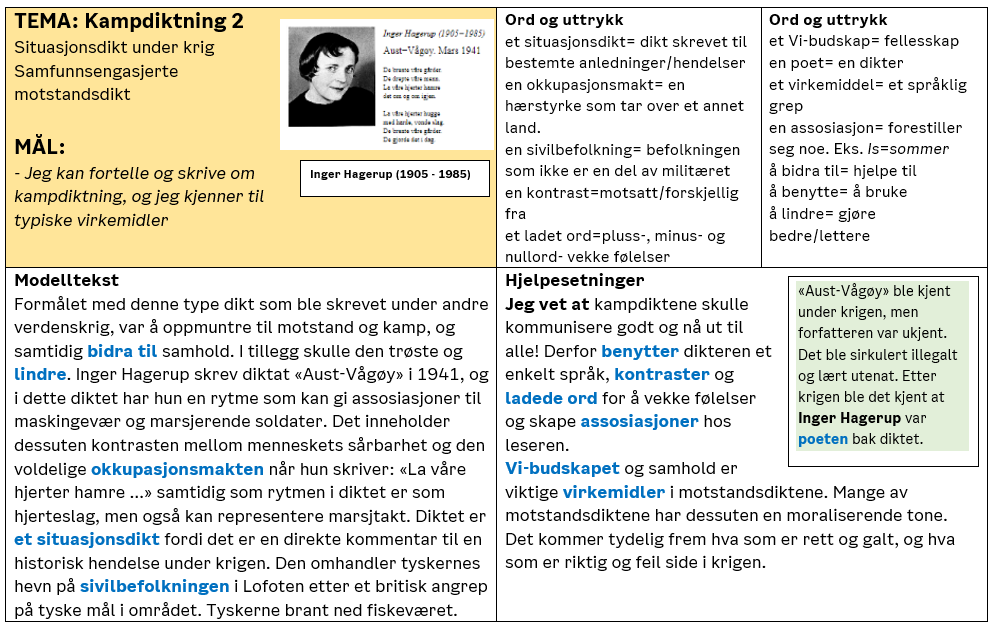 TEMA: Kampdiktning 2
Situasjonsdikt under krig
Samfunnsengasjerte
motstandsdikt
MÅL:
- Jeg kan fortelle og skrive om
kampdiktning, og jeg kjenner til
typiske virkemidler
Inger Hagerup (1905–1985)
Aust–Vågøy. Mars 1941
De brente våre gårder.
De drepte våre menn.
La våre hjerter hamre
det om og om igjen.
La våre hjerter hugge
med harde, vonde slag:
De brente våre gårder.
De gjorde det i dag.
Inger Hagerup (1905 - 1985)
Ord og uttrykk
et situasjonsdikt= dikt skrevet til
bestemte anledninger/hendelser
en okkupasjonsmakt= en
hærstyrke som tar over et annet
land.
en sivilbefolkning= befolkningen
som ikke er en del av militæret
en kontrast=motsatt/forskjellig
fra
et ladet ord=pluss-, minus- og
nullord- vekke følelser
Ord og uttrykk
et Vi-budskap= fellesskap
en poet= en dikter
et virkemiddel= et språklig
grep
en assosiasjon= forestiller
seg noe. Eks. Is=sommer
å bidra til= hjelpe til
å benytte= å bruke
å lindre= gjøre
bedre/lettere
Modelltekst
Formålet med denne type dikt som ble skrevet under andre
verdenskrig, var å oppmuntre til motstand og kamp, og
samtidig bidra til samhold. I tillegg skulle den trøste og
lindre. Inger Hagerup skrev diktat «Aust-Vågøy» i 1941, og
i dette diktet har hun en rytme som kan gi assosiasjoner til
maskingevær og marsjerende soldater. Det inneholder
dessuten kontrasten mellom menneskets sårbarhet og den
voldelige okkupasjonsmakten når hun skriver: «La våre
hjerter hamre ...» samtidig som rytmen i diktet er som
hjerteslag, men også kan representere marsjtakt. Diktet er
et situasjonsdikt fordi det er en direkte kommentar til en
historisk hendelse under krigen. Den omhandler tyskernes
hevn på sivilbefolkningen i Lofoten etter et britisk angrep
på tyske mål i området. Tyskerne brant ned fiskeværet.
Hjelpesetninger
Jeg vet at kampdiktene skulle
kommunisere godt og nå ut til
alle! Derfor benytter dikteren et
enkelt språk, kontraster og
ladede ord for å vekke følelser
og skape assosiasjoner hos
leseren.
Vi-budskapet og samhold er
viktige virkemidler i motstandsdiktene. Mange av
motstandsdiktene har dessuten en moraliserende tone.
Det kommer tydelig frem hva som er rett og galt, og hva
som er riktig og feil side i krigen.
«Aust-Vågøy» ble kjent
under krigen, men
forfatteren var ukjent.
Det ble sirkulert illegalt
og lært utenat. Etter
krigen ble det kjent at
Inger Hagerup var
poeten bak diktet.